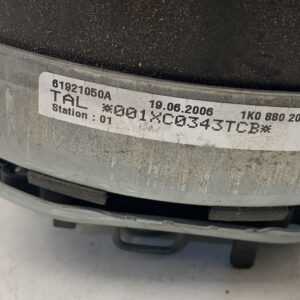 61921050A
19.06.2006 1K0 880 20
TAL *001XC0343TCB*
Station : 01